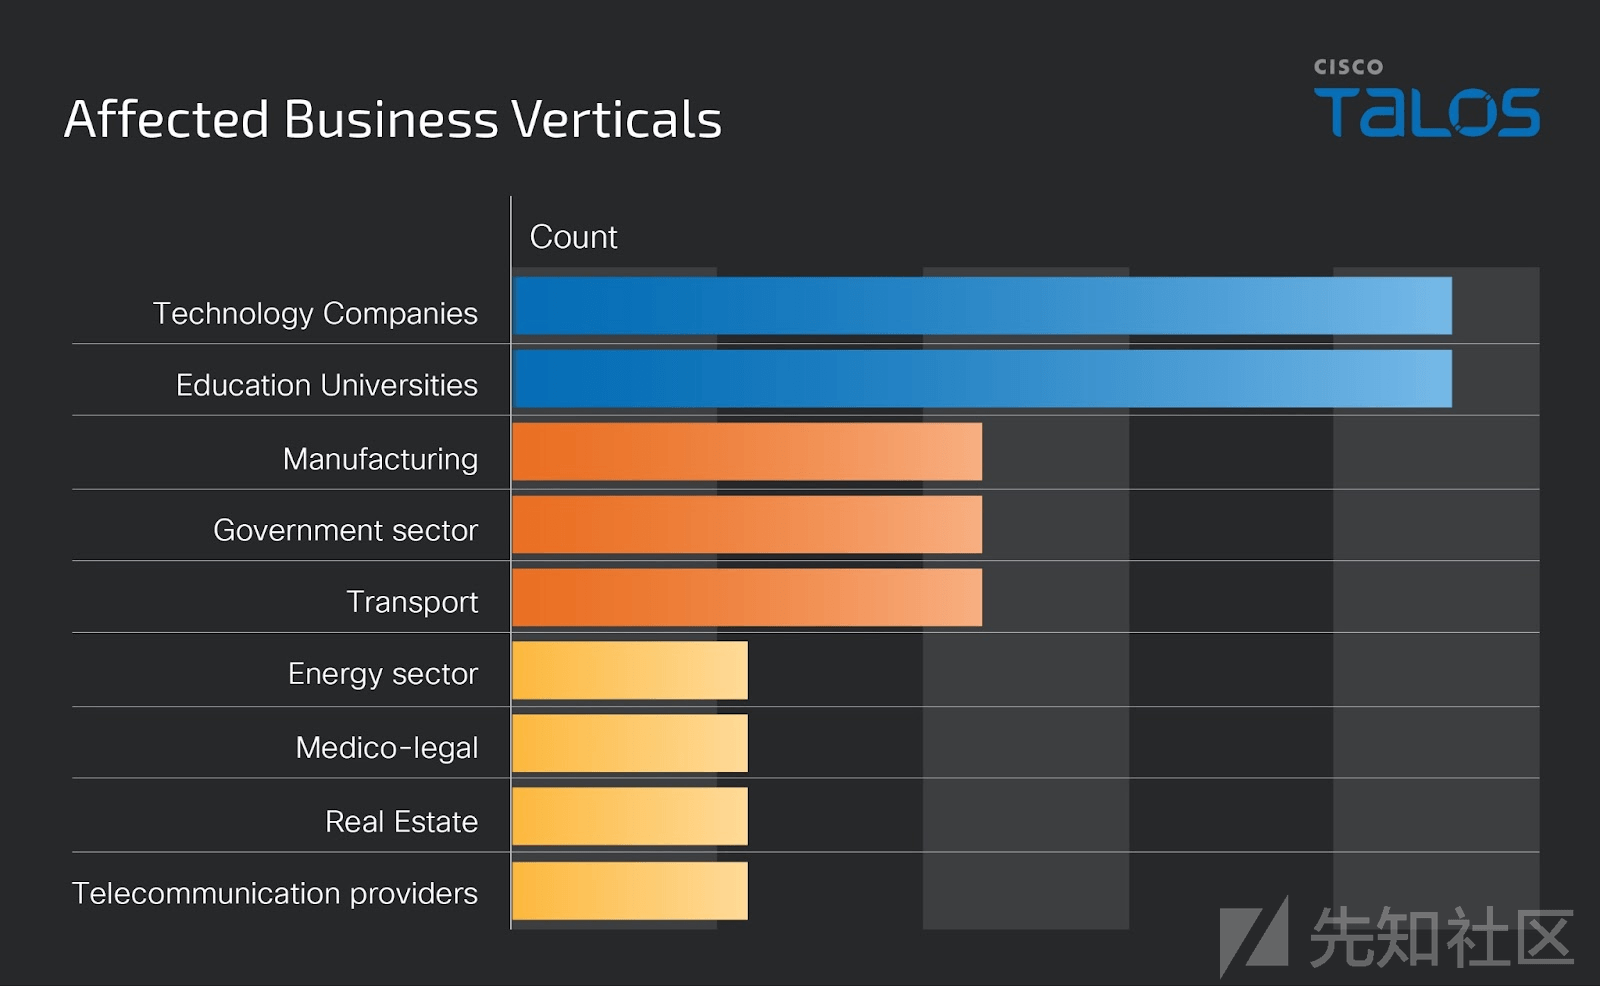 CISCO
TALOS
Affected Business Verticals
Count
Technology Companies
Education Universities
Manufacturing
Government sector
Transport
Energy sector
Medico-legal
Real Estate
Telecommunication providers
先知社区